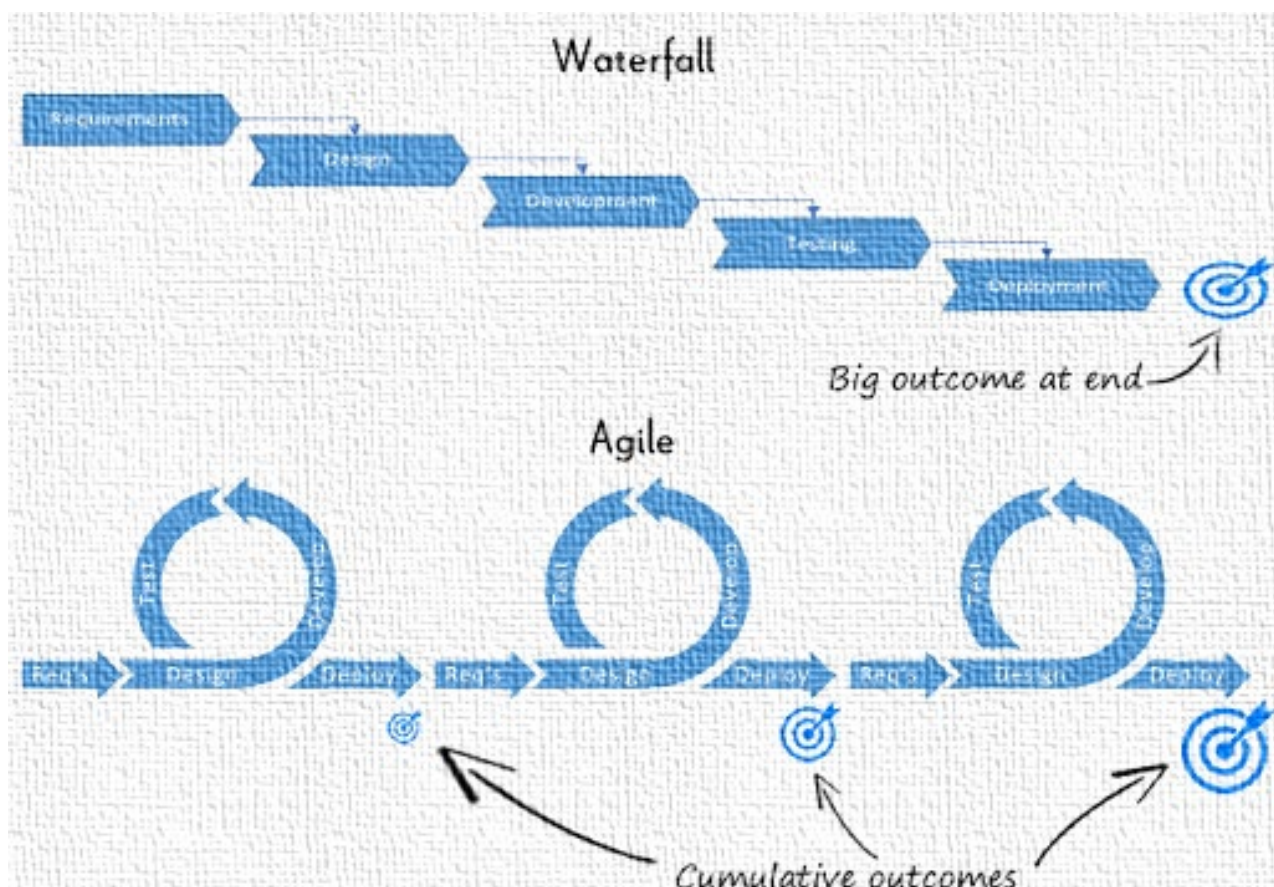 Waterfall
Requirements
Design
Development
Testing
Deployment
Big outcome at end
Agile
Test
Develop
Test
Develop
Test
Develop
Req's
Design
Deploy
Req's
Design
Deploy
Req's
Design
Deploy
Cumulative outcomes